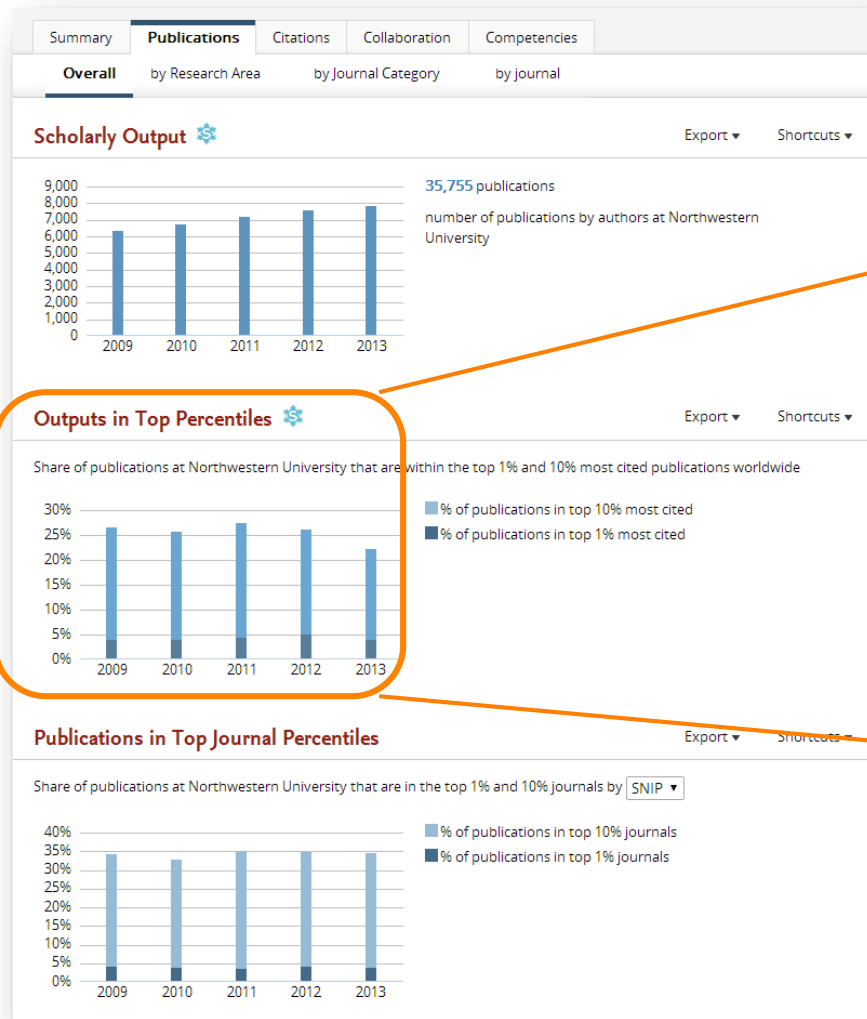 Summary Publications Citations Collaboration Competencies
Overall by Research Area by Journal Category by journal
Scholarly Output Export ▾ Shortcuts ▾
9,000
8,000
7,000
6,000
5,000
4,000
3,000
2,000
1,000
0
2009 2010 2011 2012 2013
35,755 publications
number of publications by authors at Northwestern
University
Outputs in Top Percentiles Export ▾ Shortcuts ▾
Share of publications at Northwestern University that are within the top 1% and 10% most cited publications worldwide
30%
25%
20%
15%
10%
5%
0%
2009 2010 2011 2012 2013
% of publications in top 10% most cited
% of publications in top 1% most cited
Publications in Top Journal Percentiles Export ▾ Shortcuts ▾
Share of publications at Northwestern University that are in the top 1% and 10% journals by SNIP ▾
40%
35%
30%
25%
20%
15%
10%
5%
0%
2009 2010 2011 2012 2013
% of publications in top 10% journals
% of publications in top 1% journals